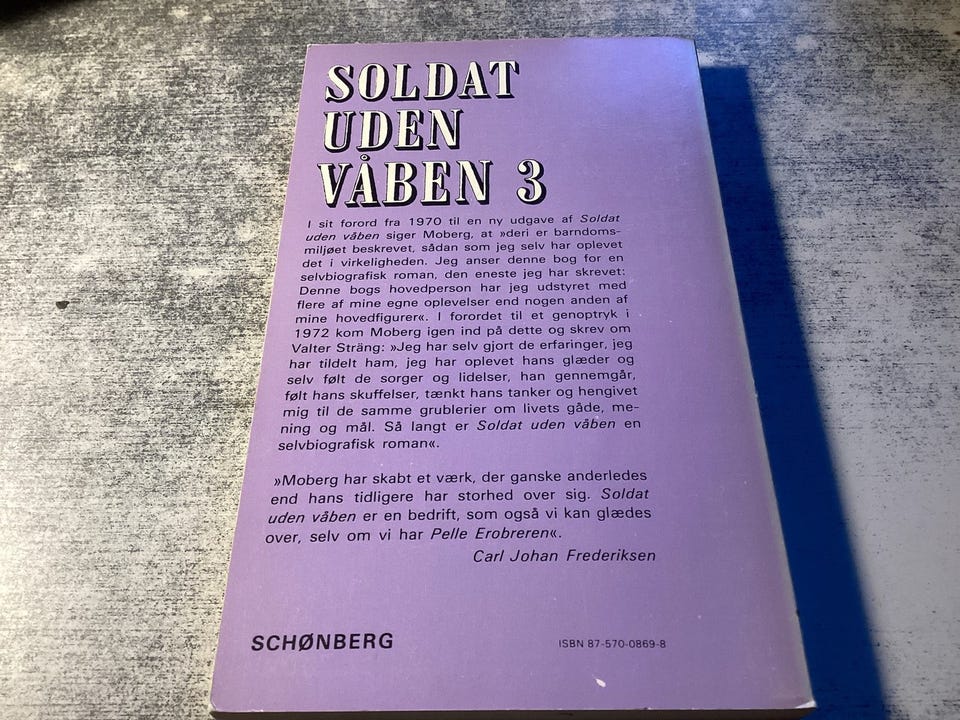 SOLDAT
UDEN
VÅBEN 3
I sit forord fra 1970 til en ny udgave af Soldat
uden våben siger Moberg, at »deri er barndoms-
miljøet beskrevet, sådan som jeg selv har oplevet
det i virkeligheden. Jeg anser denne bog for en
selvbiografisk roman, den eneste jeg har skrevet:
Denne bogs hovedperson har jeg udstyret med
flere af mine egne oplevelser end nogen anden af
mine hovedfigurer«. I forordet til et genoptryk i
1972 kom Moberg igen ind på dette og skrev om
Valter Sträng: »Jeg har selv gjort de erfaringer, jeg
har tildelt ham, jeg har oplevet hans glæder og
selv følt de sorger og lidelser, han gennemgår,
følt hans skuffelser, tænkt hans tanker og hengivet
mig til de samme grublerier om livets gåde, me-
ning og mål. Så langt er Soldat uden våben en
selvbiografisk roman«.
»Moberg har skabt et værk, der ganske anderledes
end hans tidligere har storhed over sig. Soldat
uden våben er en bedrift, som også vi kan glædes
over, selv om vi har Pelle Erobreren«.
Carl Johan Frederiksen
SCHØNBERG
ISBN 87-570-0869-8